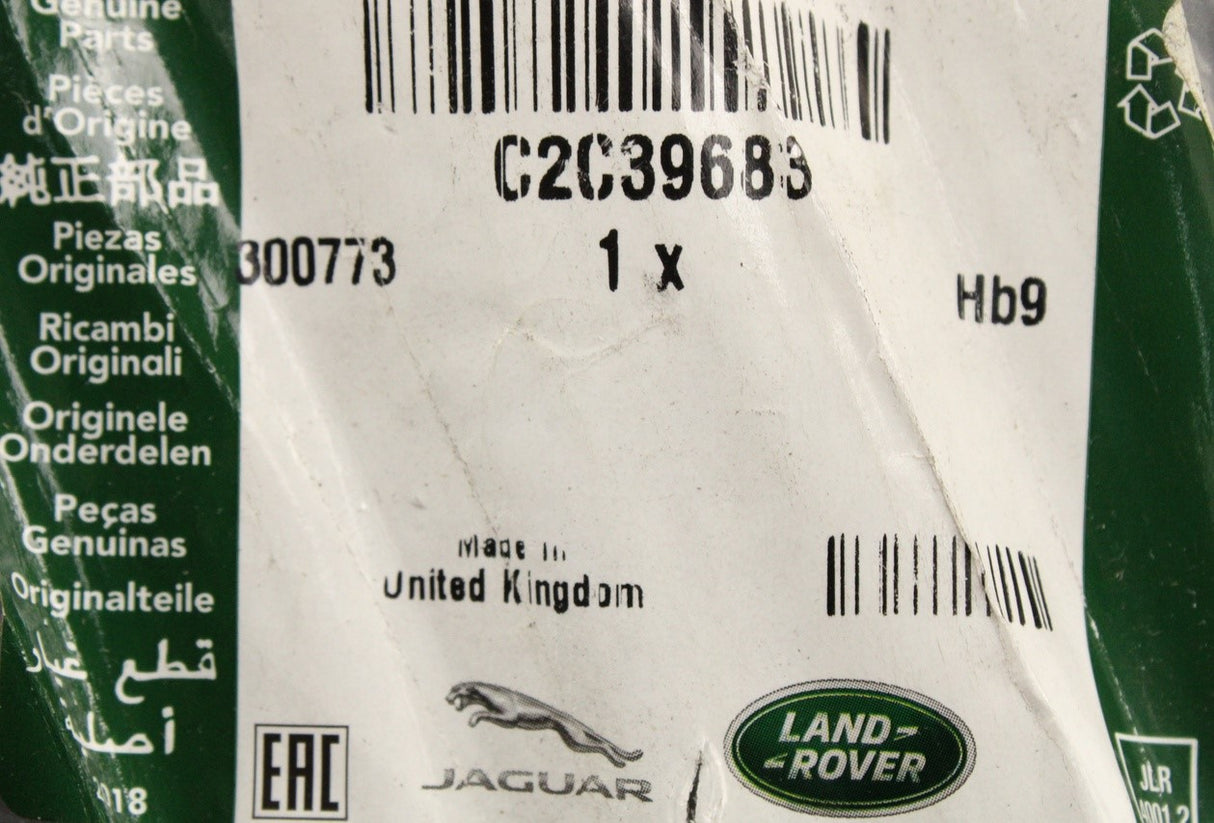 Genuine
Parts
Pièces
d'Origine
純正部品
Piezas
Originales
Ricambi
Originali
Originele
Onderdelen
Peças
Genuinas
Originalteile
قطع غيار
أصلية
C2C39683
300773
1 x
Hb9
Made in
United Kingdom
EAC
JAGUAR
LAND
ROVER
JLR